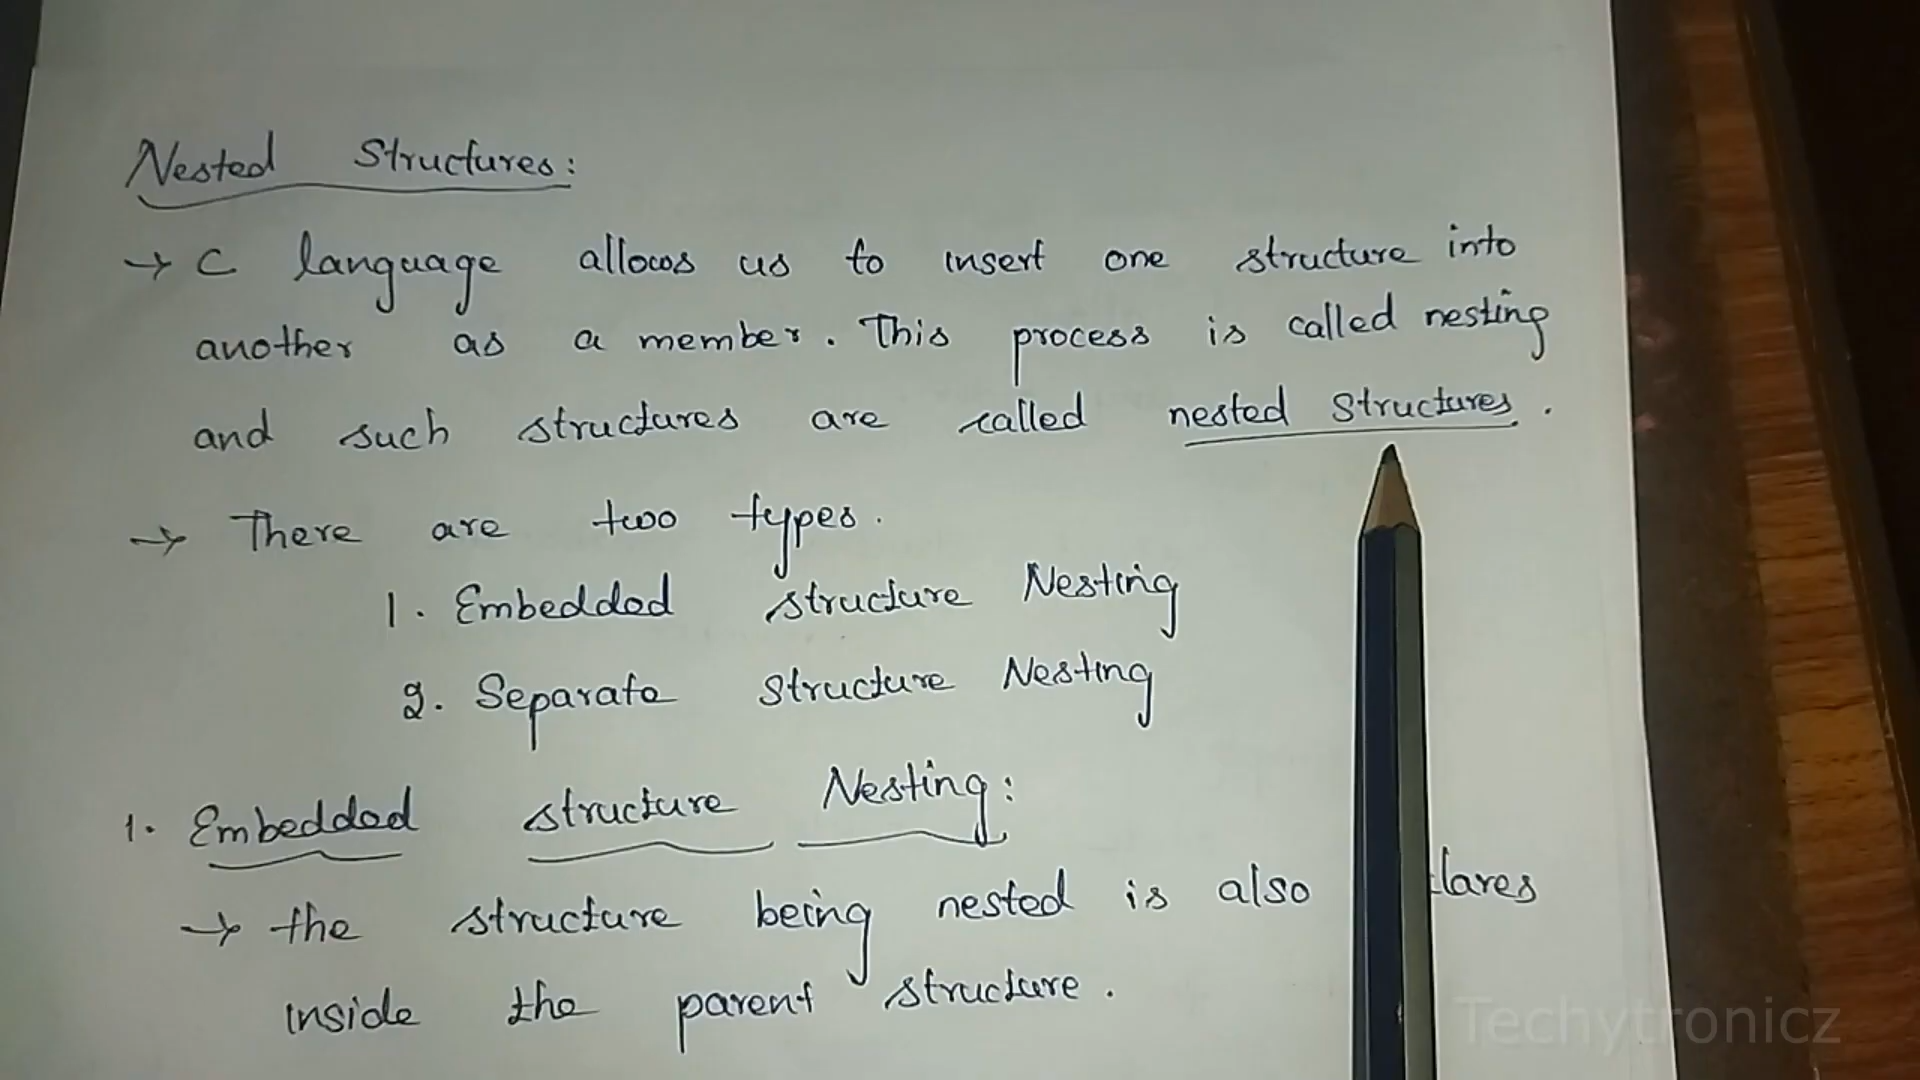 Nested Structures:
→ C language allows us to insert one structure into
another as a member. This process is called nesting
and such structures are called nested structures.
→ There are two types.
1. Embedded structure Nesting
2. Separate structure Nesting
1. Embedded structure Nesting:
→ the structure being nested is also
inside the parent structure.
Techytronicz